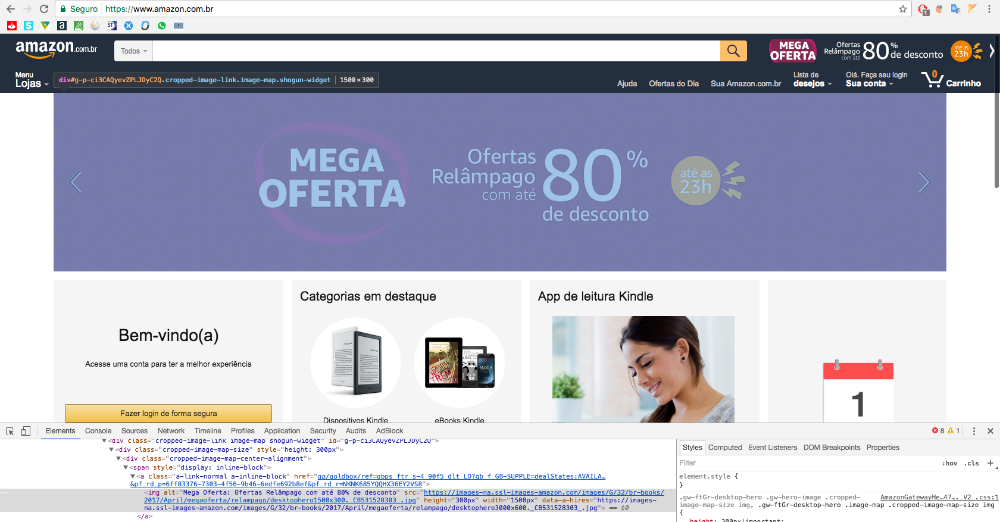 Seguro
https://www.amazon.com.br
1
amazon.com.br
Todos
MEGA OFERTA
Ofertas Relâmpago com até 80% de desconto
até as 23h
Menu
Lojas
div#g-p-ci3CAQyevZPLJDyC2Q.cropped-image-link.image-map.shogun-widget
1500×300
Ajuda
Ofertas do Dia
Sua Amazon.com.br
Lista de
desejos
Olá. Faça seu login
Sua conta
0
Carrinho
MEGA
OFERTA
Ofertas
Relâmpago
com até
80%
de desconto
até as
23h
Bem-vindo(a)
Acesse uma conta para ter a melhor experiência
Fazer login de forma segura
Categorias em destaque
Dispositivos Kindle
eBooks Kindle
App de leitura Kindle
1
Elements Console Sources Network Timeline Profiles Application Security Audits AdBlock
8 1
<div class="cropped-image-link image-map shogun-widget" id="g-p-ci3CAQyevZPLJDyC2Q">
<div class="cropped-image-map-size" style="height: 300px">
<div class="cropped-image-map-center-alignment">
<span style="display: inline-block">
<a class="a-link-normal a-inline-block" href="gp/goldbox/ref=gbps_ftr_s-4_90f5_dlt_LD?gb_f_GB-SUPPLE=dealStates:AVAILA…
&pf_rd_p=6ff83376-7303-4f56-9b46-6edfe692b8ef&pf_rd_r=NKNK685YQQHX36EY2VS8">
<img alt="Mega Oferta: Ofertas Relâmpago com até 80% de desconto" src="https://images-na.ssl-images-amazon.com/images/G/32/br-books/
2017/April/megaoferta/relampago/desktophero1500x300._CB531528303_.jpg" height="300px" width="1500px" data-a-hires="https://images-
na.ssl-images-amazon.com/images/G/32/br-books/2017/April/megaoferta/relampago/desktophero3000x600._CB531528303_.jpg"> == $0
</a>
Styles Computed Event Listeners DOM Breakpoints Properties
Filter
:hov .cls +
element.style {
}
.gw-ftGr-desktop-hero .gw-hero-image .cropped- AmazonGatewayHe…47…._V2_.css:1
image-map-size img, .gw-ftGr-desktop-hero .image-map .cropped-image-map-size img
{
height: 300px!important;